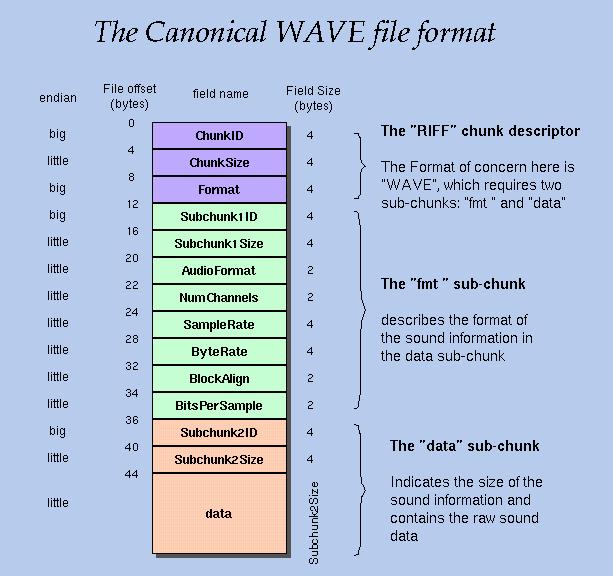 The Canonical WAVE file format
endian
File offset
(bytes)
field name
Field Size
(bytes)
0
big
ChunkID
4
4
little
ChunkSize
4
8
big
Format
4
12
The "RIFF" chunk descriptor
The Format of concern here is
"WAVE", which requires two
sub-chunks: "fmt " and "data"
big
Subchunk1ID
4
16
little
Subchunk1Size
4
20
little
AudioFormat
2
22
little
NumChannels
2
24
little
SampleRate
4
28
little
ByteRate
4
32
little
BlockAlign
2
34
little
BitsPerSample
2
36
The "fmt " sub-chunk
describes the format of
the sound information in
the data sub-chunk
big
Subchunk2ID
4
40
little
Subchunk2Size
4
44
little
data
Subchunk2Size
The "data" sub-chunk
Indicates the size of the
sound information and
contains the raw sound
data